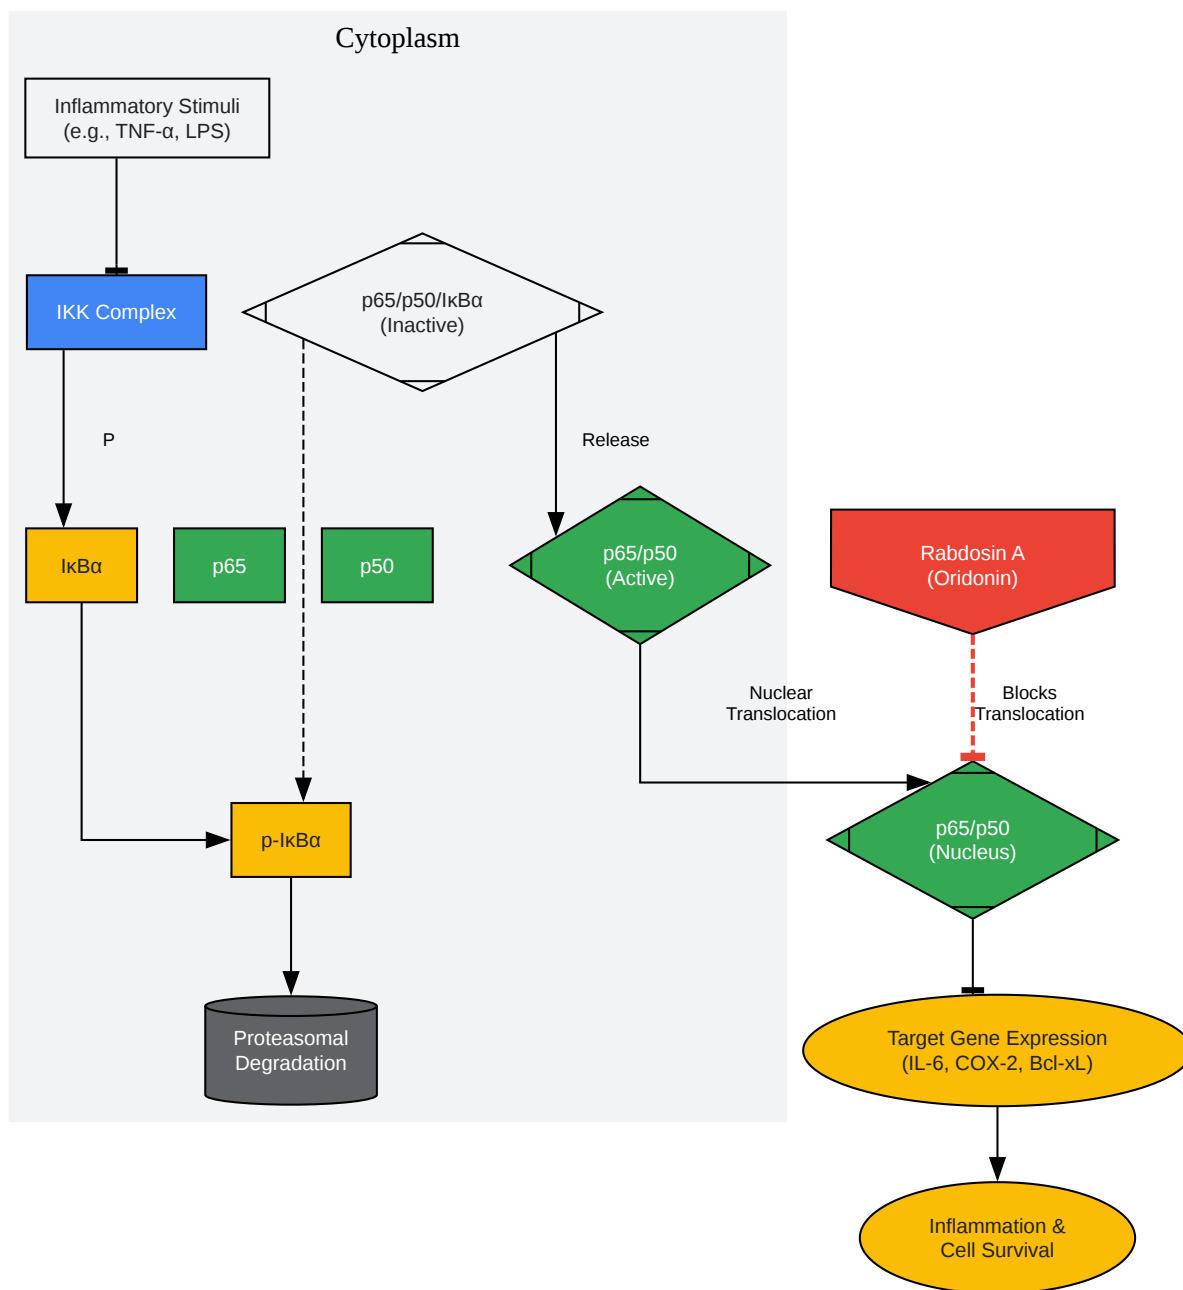 Cytoplasm
Inflammatory Stimuli
(e.g., TNF-α, LPS)
IKK Complex
p65/p50/IκBα
(Inactive)
P
Release
IκBα
p65
p50
p65/p50
(Active)
Rabdosin A
(Oridonin)
Nuclear
Translocation
Blocks
Translocation
p-IκBα
p65/p50
(Nucleus)
Proteasomal
Degradation
Target Gene Expression
(IL-6, COX-2, Bcl-xL)
Inflammation &
Cell Survival